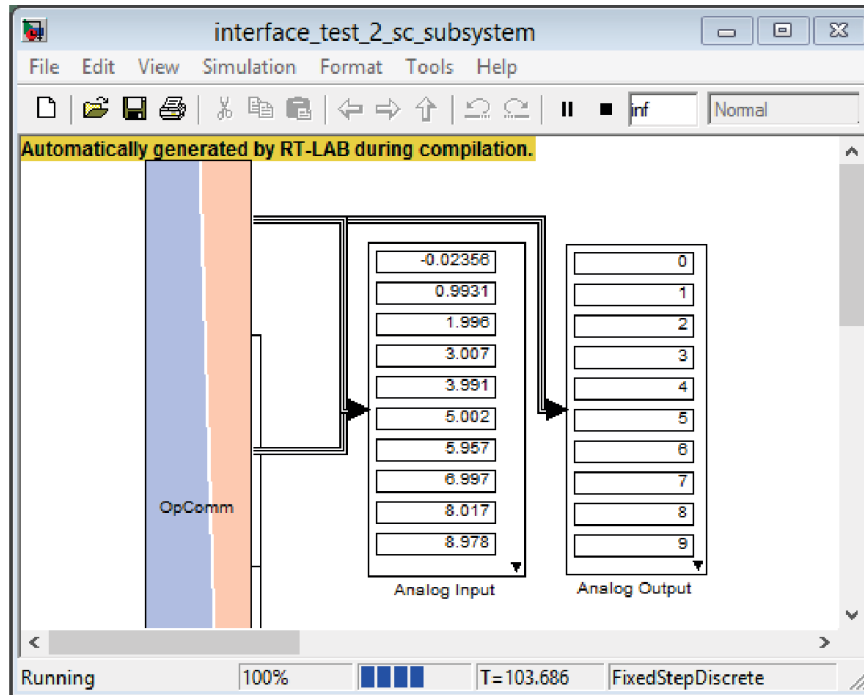 interface_test_2_sc_subsystem
File Edit View Simulation Format Tools Help
inf Normal
Automatically generated by RT-LAB during compilation.
-0.02356 0
0.9931 1
1.996 2
3.007 3
3.991 4
5.002 5
5.957 6
6.997 7
8.017 8
8.978 9
OpComm
Analog Input Analog Output
Running 100% T=103.686 FixedStepDiscrete